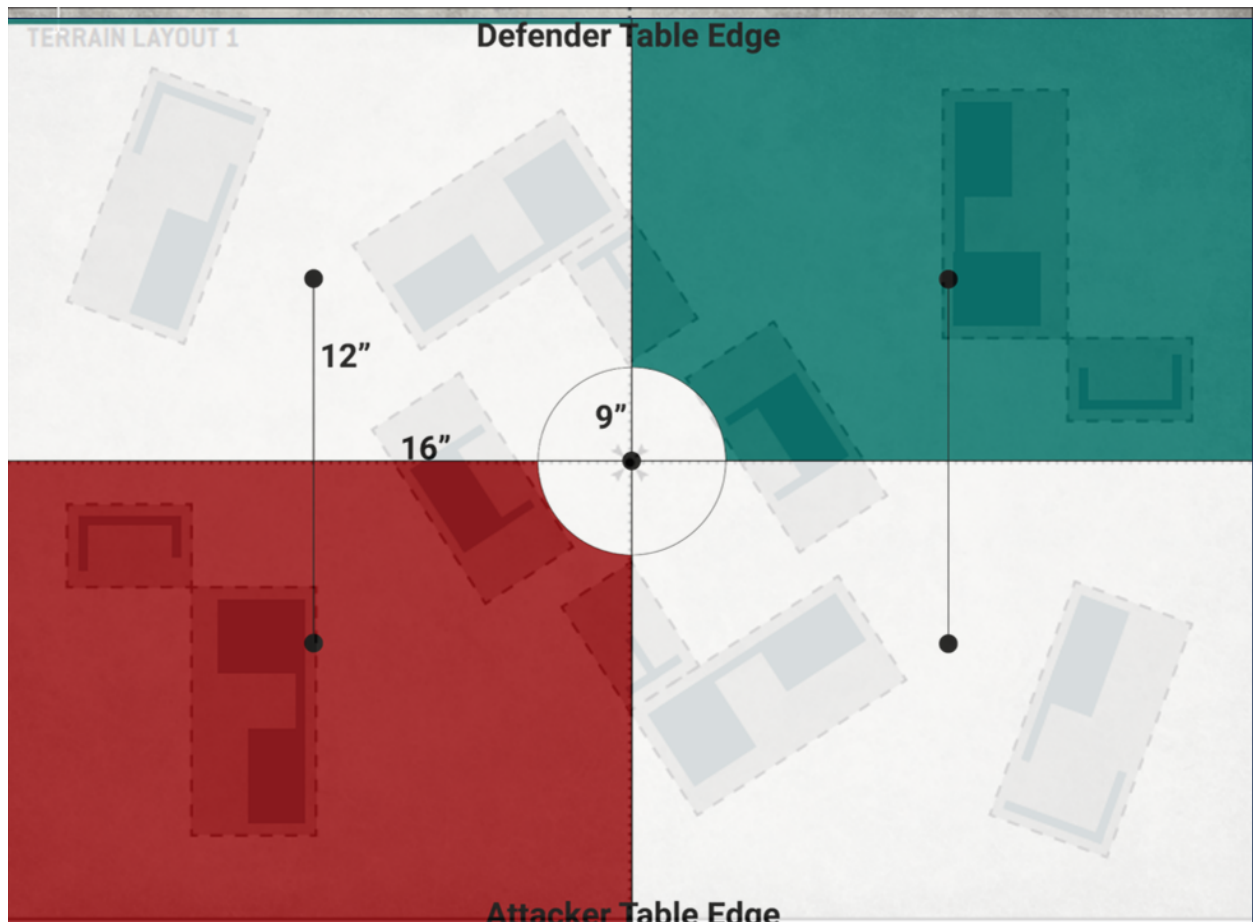 TERRAIN LAYOUT 1
Defender Table Edge
12”
9”
16”
Attacker Table Edge